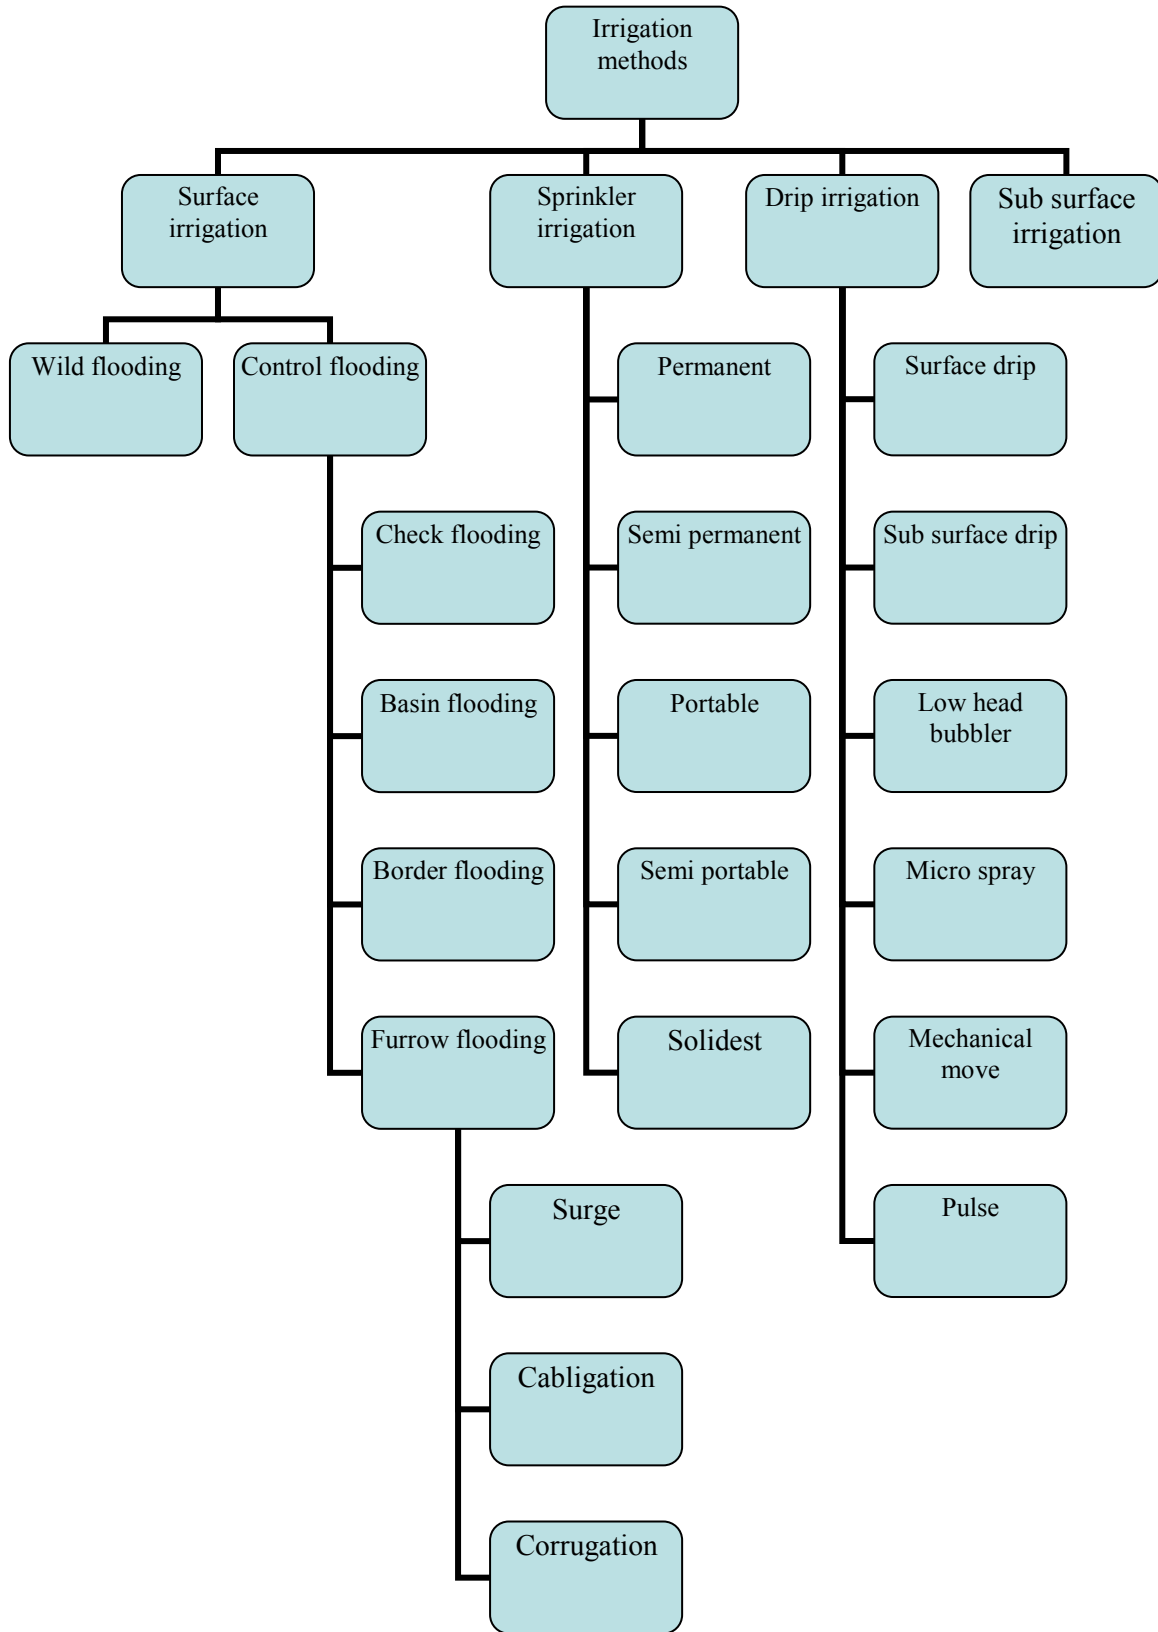 Irrigation
methods
Surface
irrigation
Sprinkler
irrigation
Drip irrigation
Sub surface
irrigation
Wild flooding
Control flooding
Check flooding
Basin flooding
Border flooding
Furrow flooding
Surge
Cabligation
Corrugation
Permanent
Semi permanent
Portable
Semi portable
Solidest
Surface drip
Sub surface drip
Low head
bubbler
Micro spray
Mechanical
move
Pulse